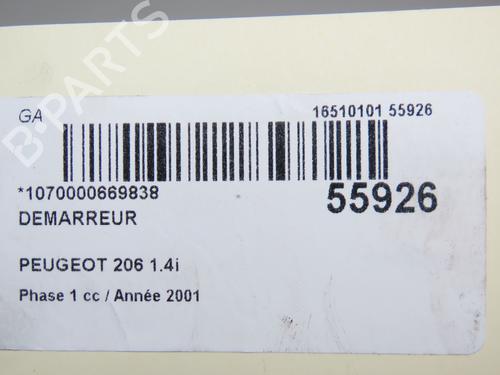 B-PARTS
GA
16510101 55926
*1070000669838
55926
DEMARREUR
PEUGEOT 206 1.4i
Phase 1 cc / Année 2001